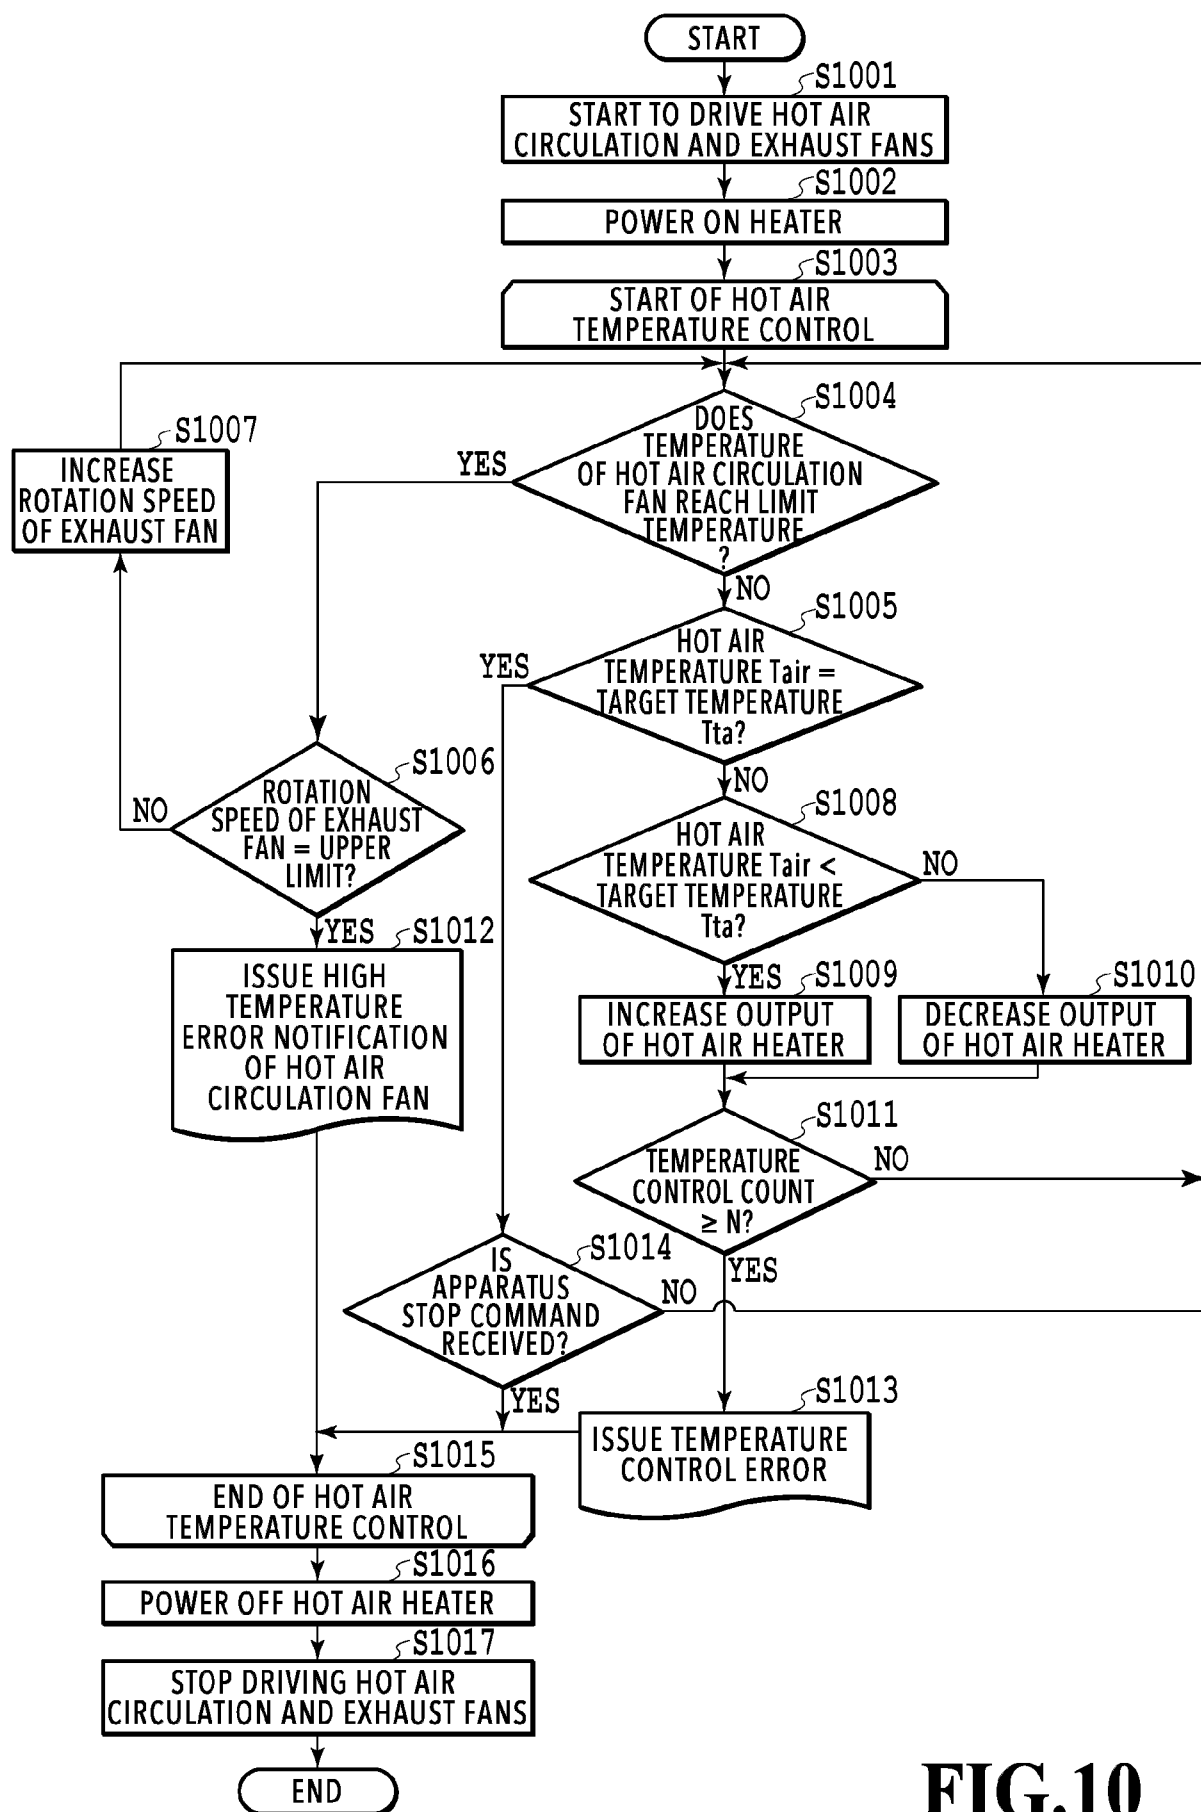 START
S1001
START TO DRIVE HOT AIR
CIRCULATION AND EXHAUST FANS
S1002
POWER ON HEATER
S1003
START OF HOT AIR
TEMPERATURE CONTROL
S1004
DOES
TEMPERATURE
OF HOT AIR CIRCULATION
FAN REACH LIMIT
TEMPERATURE
?
YES
NO
S1007
INCREASE
ROTATION SPEED
OF EXHAUST FAN
S1005
HOT AIR
TEMPERATURE Tair =
TARGET TEMPERATURE
Tta?
YES
NO
S1006
ROTATION
SPEED OF EXHAUST
FAN = UPPER
LIMIT?
NO
YES
S1008
HOT AIR
TEMPERATURE Tair <
TARGET TEMPERATURE
Tta?
NO
YES
S1012
ISSUE HIGH
TEMPERATURE
ERROR NOTIFICATION
OF HOT AIR
CIRCULATION FAN
S1009
INCREASE OUTPUT
OF HOT AIR HEATER
S1010
DECREASE OUTPUT
OF HOT AIR HEATER
S1011
TEMPERATURE
CONTROL COUNT
≥ N?
NO
YES
S1014
IS
APPARATUS
STOP COMMAND
RECEIVED?
NO
YES
S1013
ISSUE TEMPERATURE
CONTROL ERROR
S1015
END OF HOT AIR
TEMPERATURE CONTROL
S1016
POWER OFF HOT AIR HEATER
S1017
STOP DRIVING HOT AIR
CIRCULATION AND EXHAUST FANS
END
FIG.10